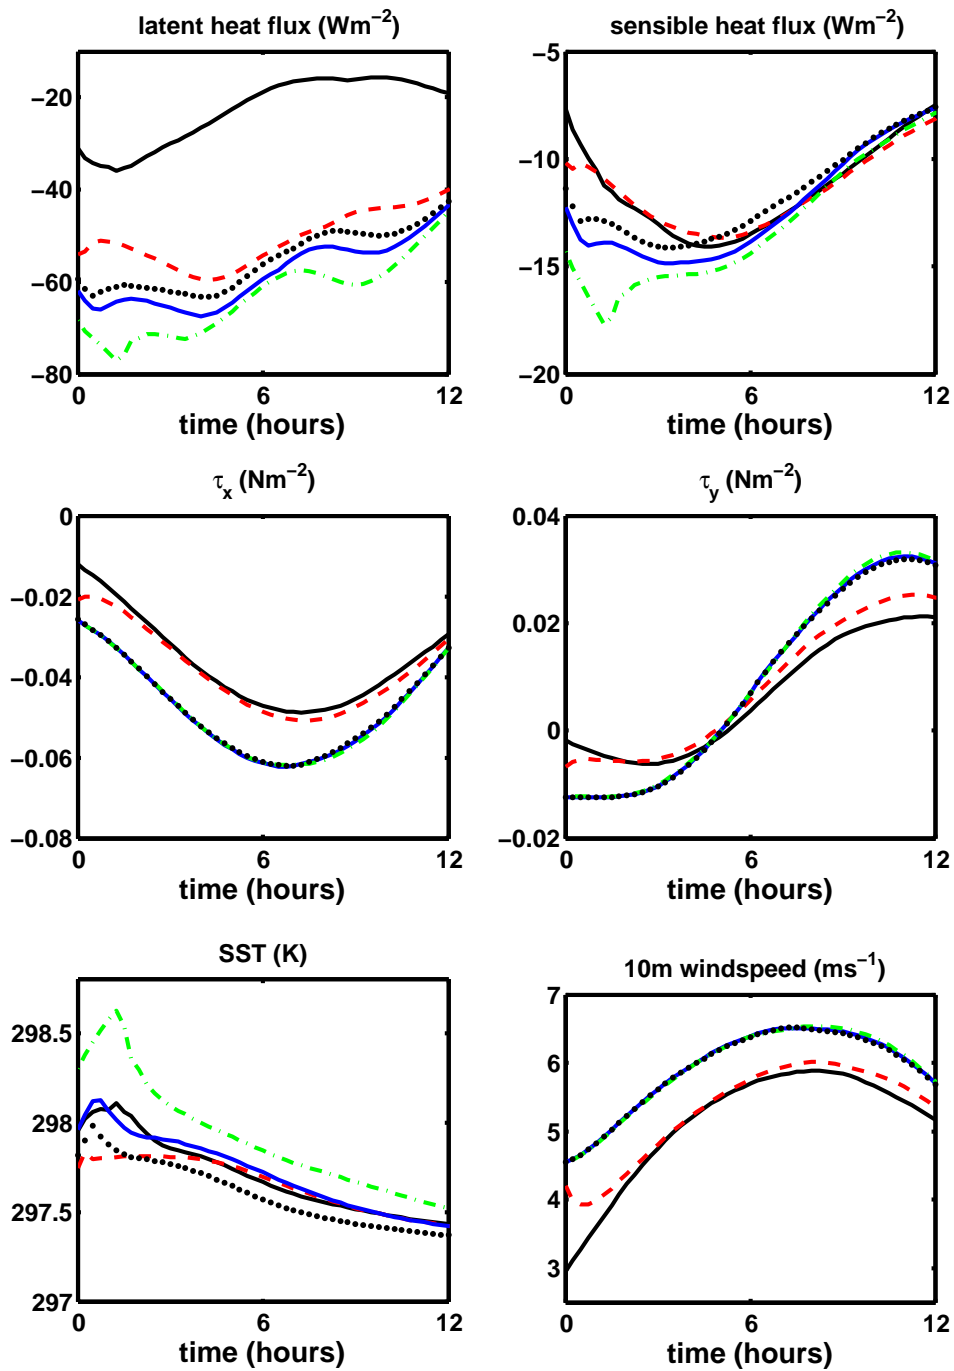 latent heat flux (Wm⁻²)
−20
−40
−60
−80
0 6 12
time (hours)
sensible heat flux (Wm⁻²)
−5
−10
−15
−20
0 6 12
time (hours)
τₓ (Nm⁻²)
0
−0.02
−0.04
−0.06
−0.08
0 6 12
time (hours)
τ_y (Nm⁻²)
0.04
0.02
0
−0.02
0 6 12
time (hours)
SST (K)
298.5
298
297.5
297
0 6 12
time (hours)
10m windspeed (ms⁻¹)
7
6
5
4
3
0 6 12
time (hours)